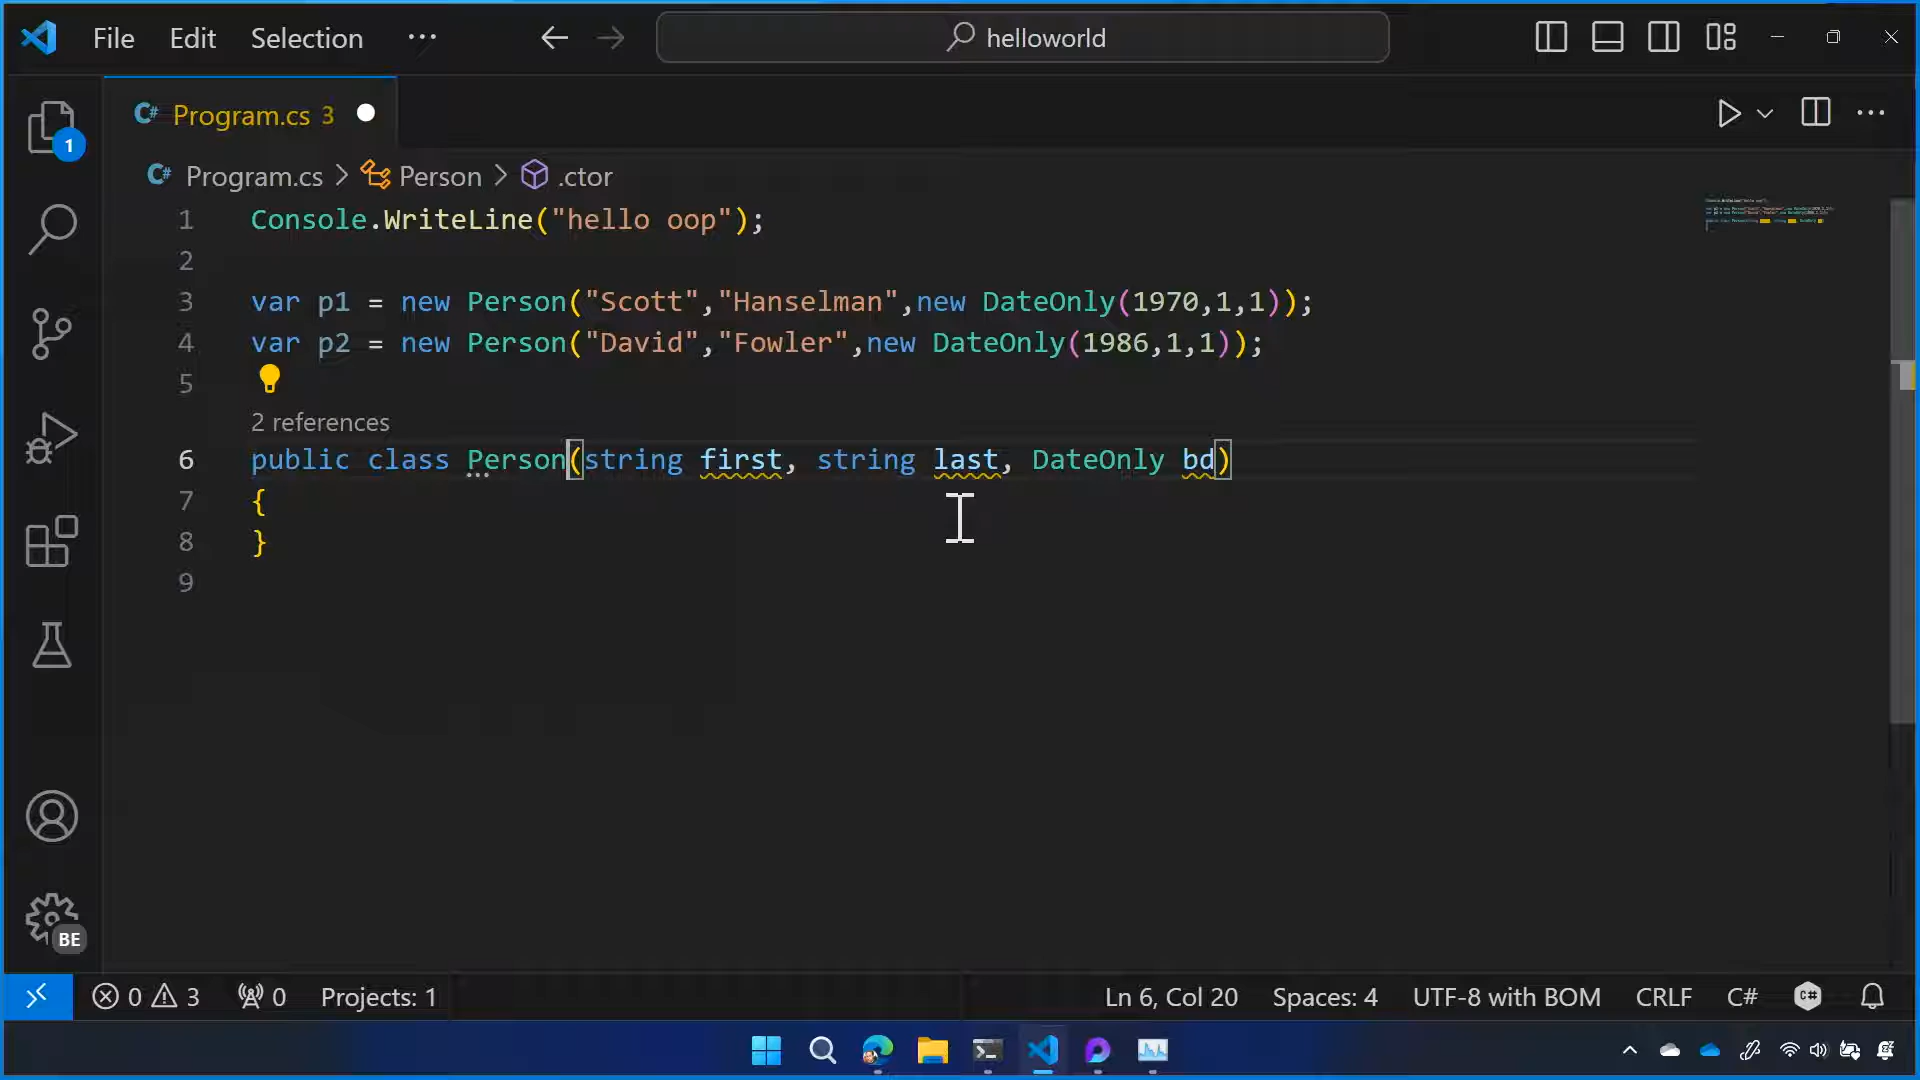 File Edit Selection ··· helloworld
C# Program.cs 3
1
C# Program.cs > Person > .ctor
1 Console.WriteLine("hello oop");
2
3 var p1 = new Person("Scott","Hanselman",new DateOnly(1970,1,1));
4 var p2 = new Person("David","Fowler",new DateOnly(1986,1,1));
5
2 references
6 public class Person(string first, string last, DateOnly bd)
7 {
8 }
9
BE
0 3 0 Projects: 1 Ln 6, Col 20 Spaces: 4 UTF-8 with BOM CRLF C# C#